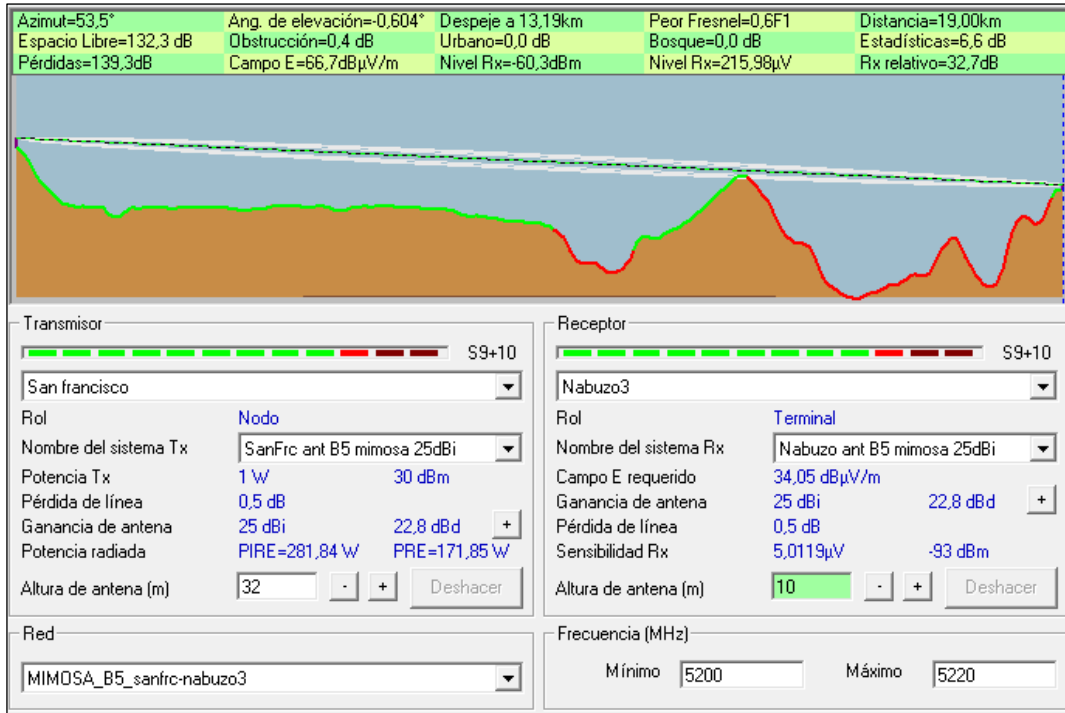 Azimut=53,5° Ang. de elevación=-0,604° Despeje a 13,19km Peor Fresnel=0,6F1 Distancia=19,00km
Espacio Libre=132,3 dB Obstrucción=0,4 dB Urbano=0,0 dB Bosque=0,0 dB Estadísticas=6,6 dB
Pérdidas=139,3dB Campo E=66,7dBµV/m Nivel Rx=-60,3dBm Nivel Rx=215,98µV Rx relativo=32,7dB
Transmisor
S9+10
San francisco
Rol Nodo
Nombre del sistema Tx SanFrc ant B5 mimosa 25dBi
Potencia Tx 1 W 30 dBm
Pérdida de línea 0,5 dB
Ganancia de antena 25 dBi 22,8 dBd +
Potencia radiada PIRE=281,84 W PRE=171,85 W
Altura de antena (m) 32 - + Deshacer
Receptor
S9+10
Nabuzo3
Rol Terminal
Nombre del sistema Rx Nabuzo ant B5 mimosa 25dBi
Campo E requerido 34,05 dBµV/m
Ganancia de antena 25 dBi 22,8 dBd +
Pérdida de línea 0,5 dB
Sensibilidad Rx 5,0119µV -93 dBm
Altura de antena (m) 10 - + Deshacer
Red
MIMOSA_B5_sanfrc-nabuzo3
Frecuencia (MHz)
Mínimo 5200 Máximo 5220